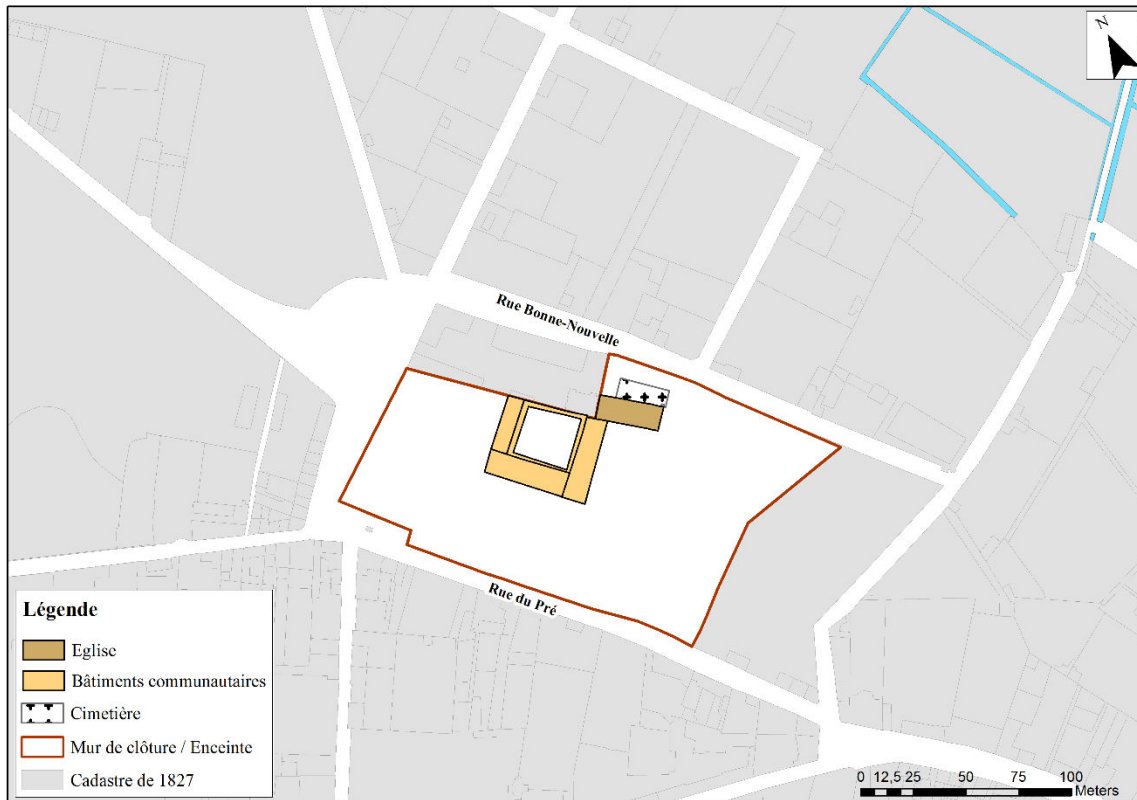 N
Rue Bonne-Nouvelle
Rue du Pré
Légende
Eglise
Bâtiments communautaires
Cimetière
Mur de clôture / Enceinte
Cadastre de 1827
0 12,5 25 50 75 100
Meters